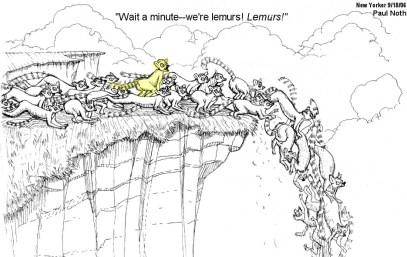 "Wait a minute--we're lemurs! Lemurs!"
New Yorker 9/18/06
Paul Noth